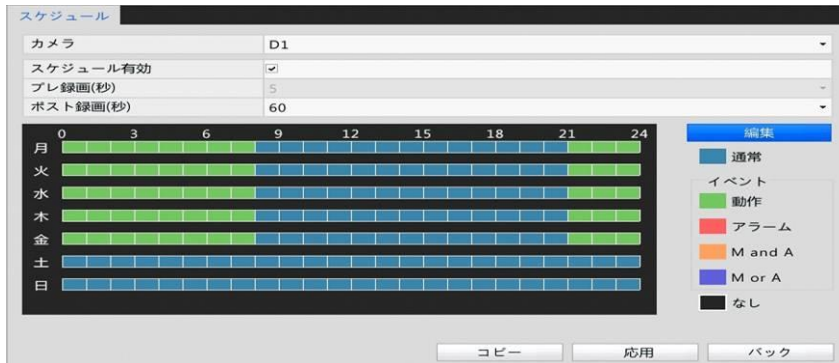 スケジュール
カメラ D1
スケジュール有効
プレ録画(秒) 5
ポスト録画(秒) 60
0 3 6 9 12 15 18 21 24
編集
月
通常
火
イベント
水
動作
木
アラーム
金
M and A
土
M or A
日
なし
コピー 応用 バック